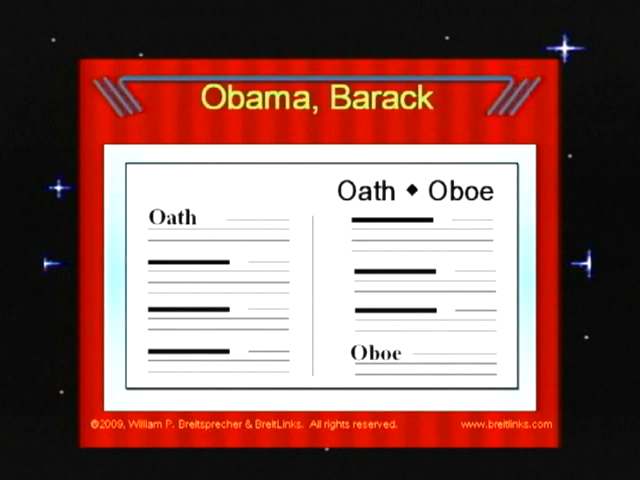 Obama, Barack
Oath ◆ Oboe
Oath
Oboe
©2009, William P. Breitsprecher & BreitLinks. All rights reserved.
www.breitlinks.com